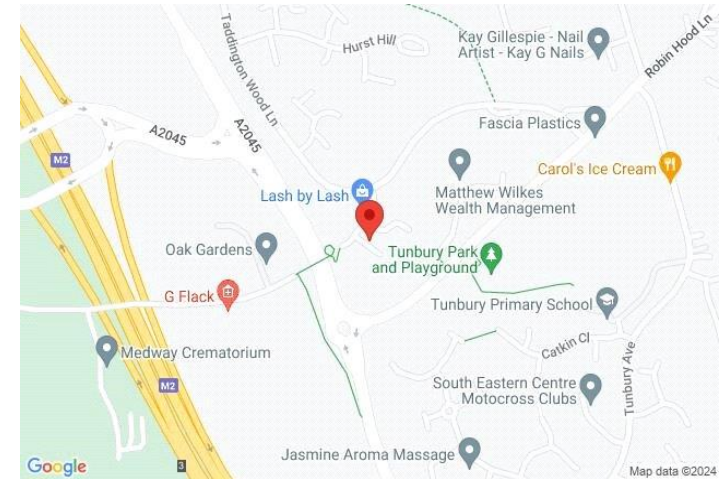 Taddington Wood Ln
Hurst Hill
Kay Gillespie - Nail
Artist - Kay G Nails
Robin Hood Ln
A2045
A2045
Fascia Plastics
M2
Carol's Ice Cream
Lash by Lash
Matthew Wilkes
Wealth Management
Oak Gardens
Tunbury Park
and Playground
G Flack
Tunbury Primary School
Medway Crematorium
Catkin Cl
M2
South Eastern Centre
Motocross Clubs
Tunbury Ave
Jasmine Aroma Massage
Google
3
Map data ©2024